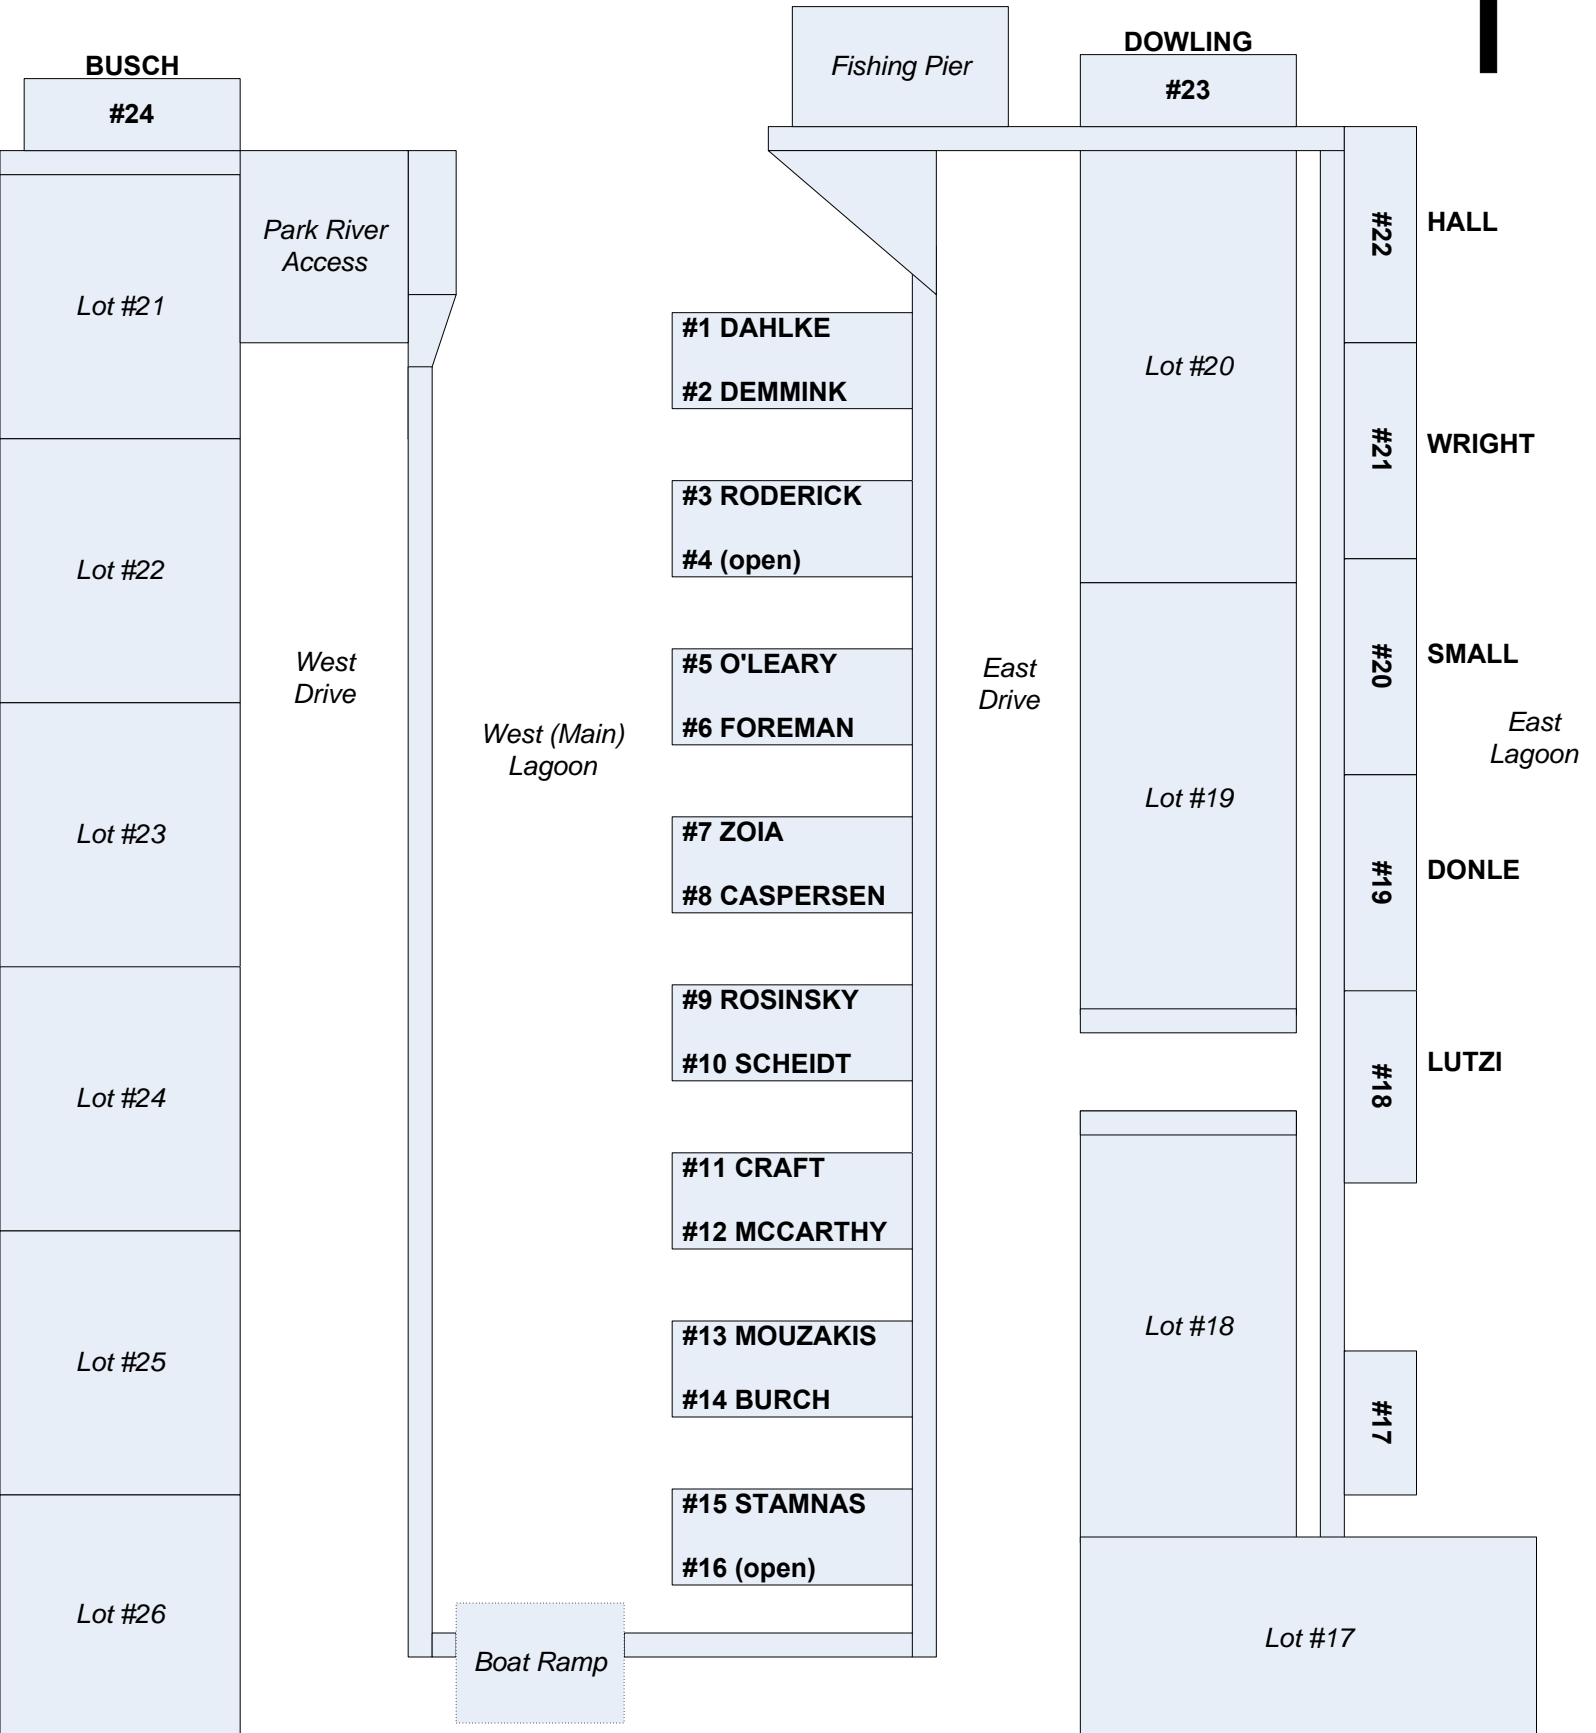 BUSCH
#24
Fishing Pier
DOWLING
#23
Park River
Access
Lot #21
Lot #22
Lot #23
Lot #24
Lot #25
Lot #26
West
Drive
West (Main)
Lagoon
#1 DAHLKE
#2 DEMMINK
#3 RODERICK
#4 (open)
#5 O'LEARY
#6 FOREMAN
#7 ZOIA
#8 CASPERSEN
#9 ROSINSKY
#10 SCHEIDT
#11 CRAFT
#12 MCCARTHY
#13 MOUZAKIS
#14 BURCH
#15 STAMNAS
#16 (open)
Boat Ramp
East
Drive
Lot #20
Lot #19
Lot #18
Lot #17
#22
HALL
#21
WRIGHT
#20
SMALL
#19
DONLE
#18
LUTZI
#17
East
Lagoon